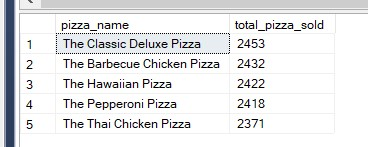 pizza_name total_pizza_sold
1 The Classic Deluxe Pizza 2453
2 The Barbecue Chicken Pizza 2432
3 The Hawaiian Pizza 2422
4 The Pepperoni Pizza 2418
5 The Thai Chicken Pizza 2371